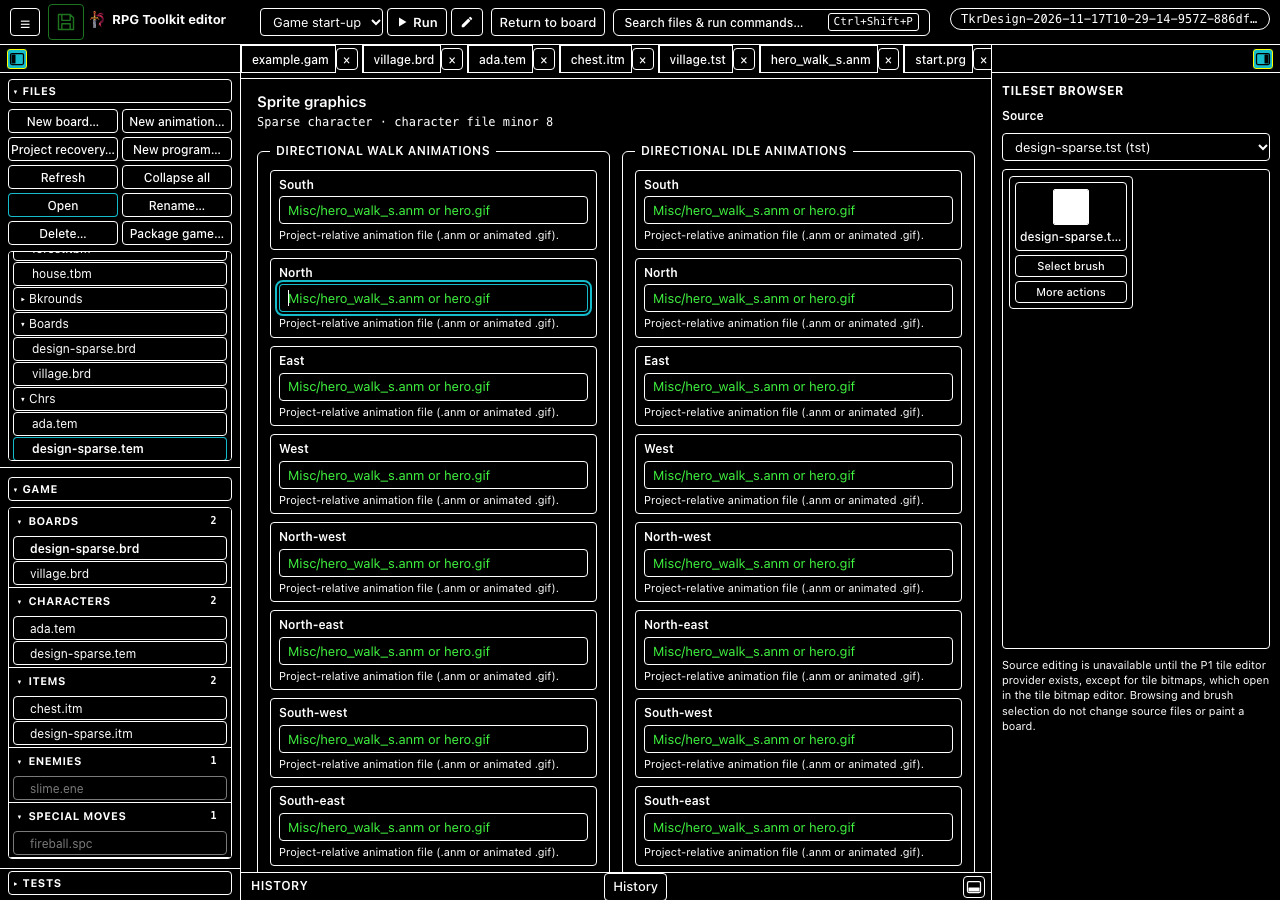 RPG Toolkit editor
Game start-up
Run
Return to board
Search files & run commands...
Ctrl+Shift+P
TkrDesign-2026-11-17T10-29-14-957Z-886df…
FILES
New board...
New animation...
Project recovery...
New program...
Refresh
Collapse all
Open
Rename...
Delete...
Package game...
house.tbm
Bkrounds
Boards
design-sparse.brd
village.brd
Chrs
ada.tem
design-sparse.tem
GAME
BOARDS 2
design-sparse.brd
village.brd
CHARACTERS 2
ada.tem
design-sparse.tem
ITEMS 2
chest.itm
design-sparse.itm
ENEMIES 1
slime.ene
SPECIAL MOVES 1
fireball.spc
TESTS
example.gam ×
village.brd ×
ada.tem ×
chest.itm ×
village.tst ×
hero_walk_s.anm ×
start.prg ×
Sprite graphics
Sparse character · character file minor 8
DIRECTIONAL WALK ANIMATIONS
South
Misc/hero_walk_s.anm or hero.gif
Project-relative animation file (.anm or animated .gif).
North
Misc/hero_walk_s.anm or hero.gif
Project-relative animation file (.anm or animated .gif).
East
Misc/hero_walk_s.anm or hero.gif
Project-relative animation file (.anm or animated .gif).
West
Misc/hero_walk_s.anm or hero.gif
Project-relative animation file (.anm or animated .gif).
North-west
Misc/hero_walk_s.anm or hero.gif
Project-relative animation file (.anm or animated .gif).
North-east
Misc/hero_walk_s.anm or hero.gif
Project-relative animation file (.anm or animated .gif).
South-west
Misc/hero_walk_s.anm or hero.gif
Project-relative animation file (.anm or animated .gif).
South-east
Misc/hero_walk_s.anm or hero.gif
Project-relative animation file (.anm or animated .gif).
DIRECTIONAL IDLE ANIMATIONS
South
Misc/hero_walk_s.anm or hero.gif
Project-relative animation file (.anm or animated .gif).
North
Misc/hero_walk_s.anm or hero.gif
Project-relative animation file (.anm or animated .gif).
East
Misc/hero_walk_s.anm or hero.gif
Project-relative animation file (.anm or animated .gif).
West
Misc/hero_walk_s.anm or hero.gif
Project-relative animation file (.anm or animated .gif).
North-west
Misc/hero_walk_s.anm or hero.gif
Project-relative animation file (.anm or animated .gif).
North-east
Misc/hero_walk_s.anm or hero.gif
Project-relative animation file (.anm or animated .gif).
South-west
Misc/hero_walk_s.anm or hero.gif
Project-relative animation file (.anm or animated .gif).
South-east
Misc/hero_walk_s.anm or hero.gif
Project-relative animation file (.anm or animated .gif).
HISTORY
History
TILESET BROWSER
Source
design-sparse.tst (tst)
design-sparse.t...
Select brush
More actions
Source editing is unavailable until the P1 tile editor
provider exists, except for tile bitmaps, which open
in the tile bitmap editor. Browsing and brush
selection do not change source files or paint a
board.